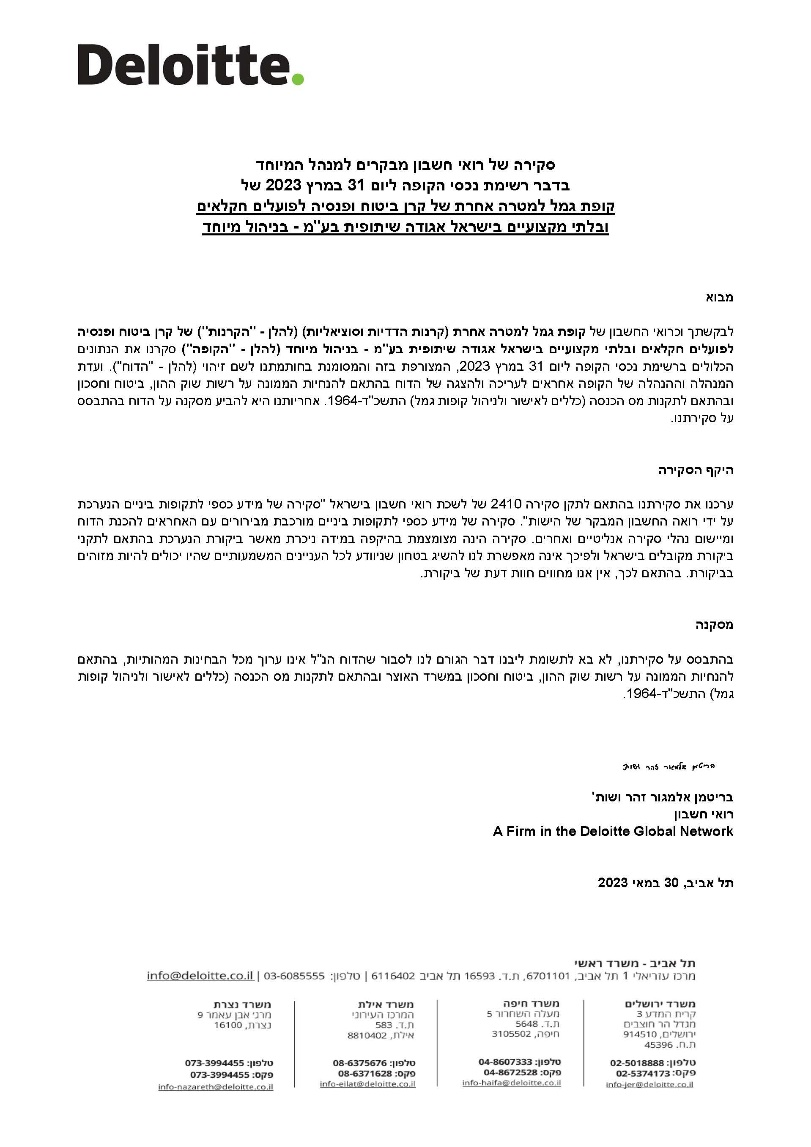 Deloitte.
סקירה של רואי חשבון מבקרים למנהל המיוחד
בדבר רשימת נכסי הקופה ליום 31 במרץ 2023 של
קופת גמל למטרה אחרת של קרן ביטוח ופנסיה לפועלים חקלאים
ובלתי מקצועיים בישראל אגודה שיתופית בע"מ - בניהול מיוחד
מבוא
לבקשתך וכרואי החשבון של קופת גמל למטרה אחרת (קרנות הדדיות וסוציאליות) (להלן - "הקרנות") של קרן ביטוח ופנסיה
לפועלים חקלאים ובלתי מקצועיים בישראל אגודה שיתופית בע"מ - בניהול מיוחד (להלן - "הקופה") סקרנו את הנתונים
הכלולים ברשימת נכסי הקופה ליום 31 במרץ 2023, המצורפת בזה והמסומנת בחותמתנו לשם זיהוי (להלן - "הדוח"). ועדת
המנהלה וההנהלה של הקופה אחראים לעריכה ולהצגה של הדוח בהתאם להנחיות הממונה על רשות שוק ההון, ביטוח וחסכון
ובהתאם לתקנות מס הכנסה (כללים לאישור ולניהול קופות גמל) התשכ"ד-1964. אחריותנו היא להביע מסקנה על הדוח בהתבסס
על סקירתנו.
היקף הסקירה
ערכנו את סקירתנו בהתאם לתקן סקירה 2410 של לשכת רואי חשבון בישראל "סקירה של מידע כספי לתקופות ביניים הנערכת
על ידי רואה החשבון המבקר של הישות". סקירה של מידע כספי לתקופות ביניים מורכבת מבירורים עם האחראים להכנת הדוח
ומיישום נהלי סקירה אנליטיים ואחרים. סקירה הינה מצומצמת בהיקפה במידה ניכרת מאשר ביקורת הנערכת בהתאם לתקני
ביקורת מקובלים בישראל ולפיכך אינה מאפשרת לנו להשיג בטחון שניוודע לכל העניינים המשמעותיים שהיו יכולים להיות מזוהים
בביקורת. בהתאם לכך, אין אנו מחווים חוות דעת של ביקורת.
מסקנה
בהתבסס על סקירתנו, לא בא לתשומת ליבנו דבר הגורם לנו לסבור שהדוח הנ"ל אינו ערוך מכל הבחינות המהותיות, בהתאם
להנחיות הממונה על רשות שוק ההון, ביטוח וחסכון במשרד האוצר ובהתאם לתקנות מס הכנסה (כללים לאישור ולניהול קופות
גמל) התשכ"ד-1964.
בריטמן אלמגור זהר ושות'
בריטמן אלמגור זהר ושות'
רואי חשבון
A Firm in the Deloitte Global Network
תל אביב, 30 במאי 2023
תל אביב - משרד ראשי
מרכז עזריאלי 1 תל אביב, 6701101, ת.ד. 16593 תל אביב 6116402 | טלפון: 03-6085555 | info@deloitte.co.il
משרד ירושלים
קרית המדע 3
מגדל הר חוצבים
ירושלים, 914510
ת.ח. 45396
טלפון: 02-5018888
פקס: 02-5374173
info-jer@deloitte.co.il
משרד חיפה
מעלה השחרור 5
ת.ד. 5648
חיפה, 3105502
טלפון: 04-8607333
פקס: 04-8672528
info-haifa@deloitte.co.il
משרד אילת
המרכז העירוני
ת.ד. 583
אילת, 8810402
טלפון: 08-6375676
פקס: 08-6371628
info-eilat@deloitte.co.il
משרד נצרת
מרג' אבן עאמר 9
נצרת, 16100
טלפון: 073-3994455
פקס: 073-3994455
info-nazareth@deloitte.co.il